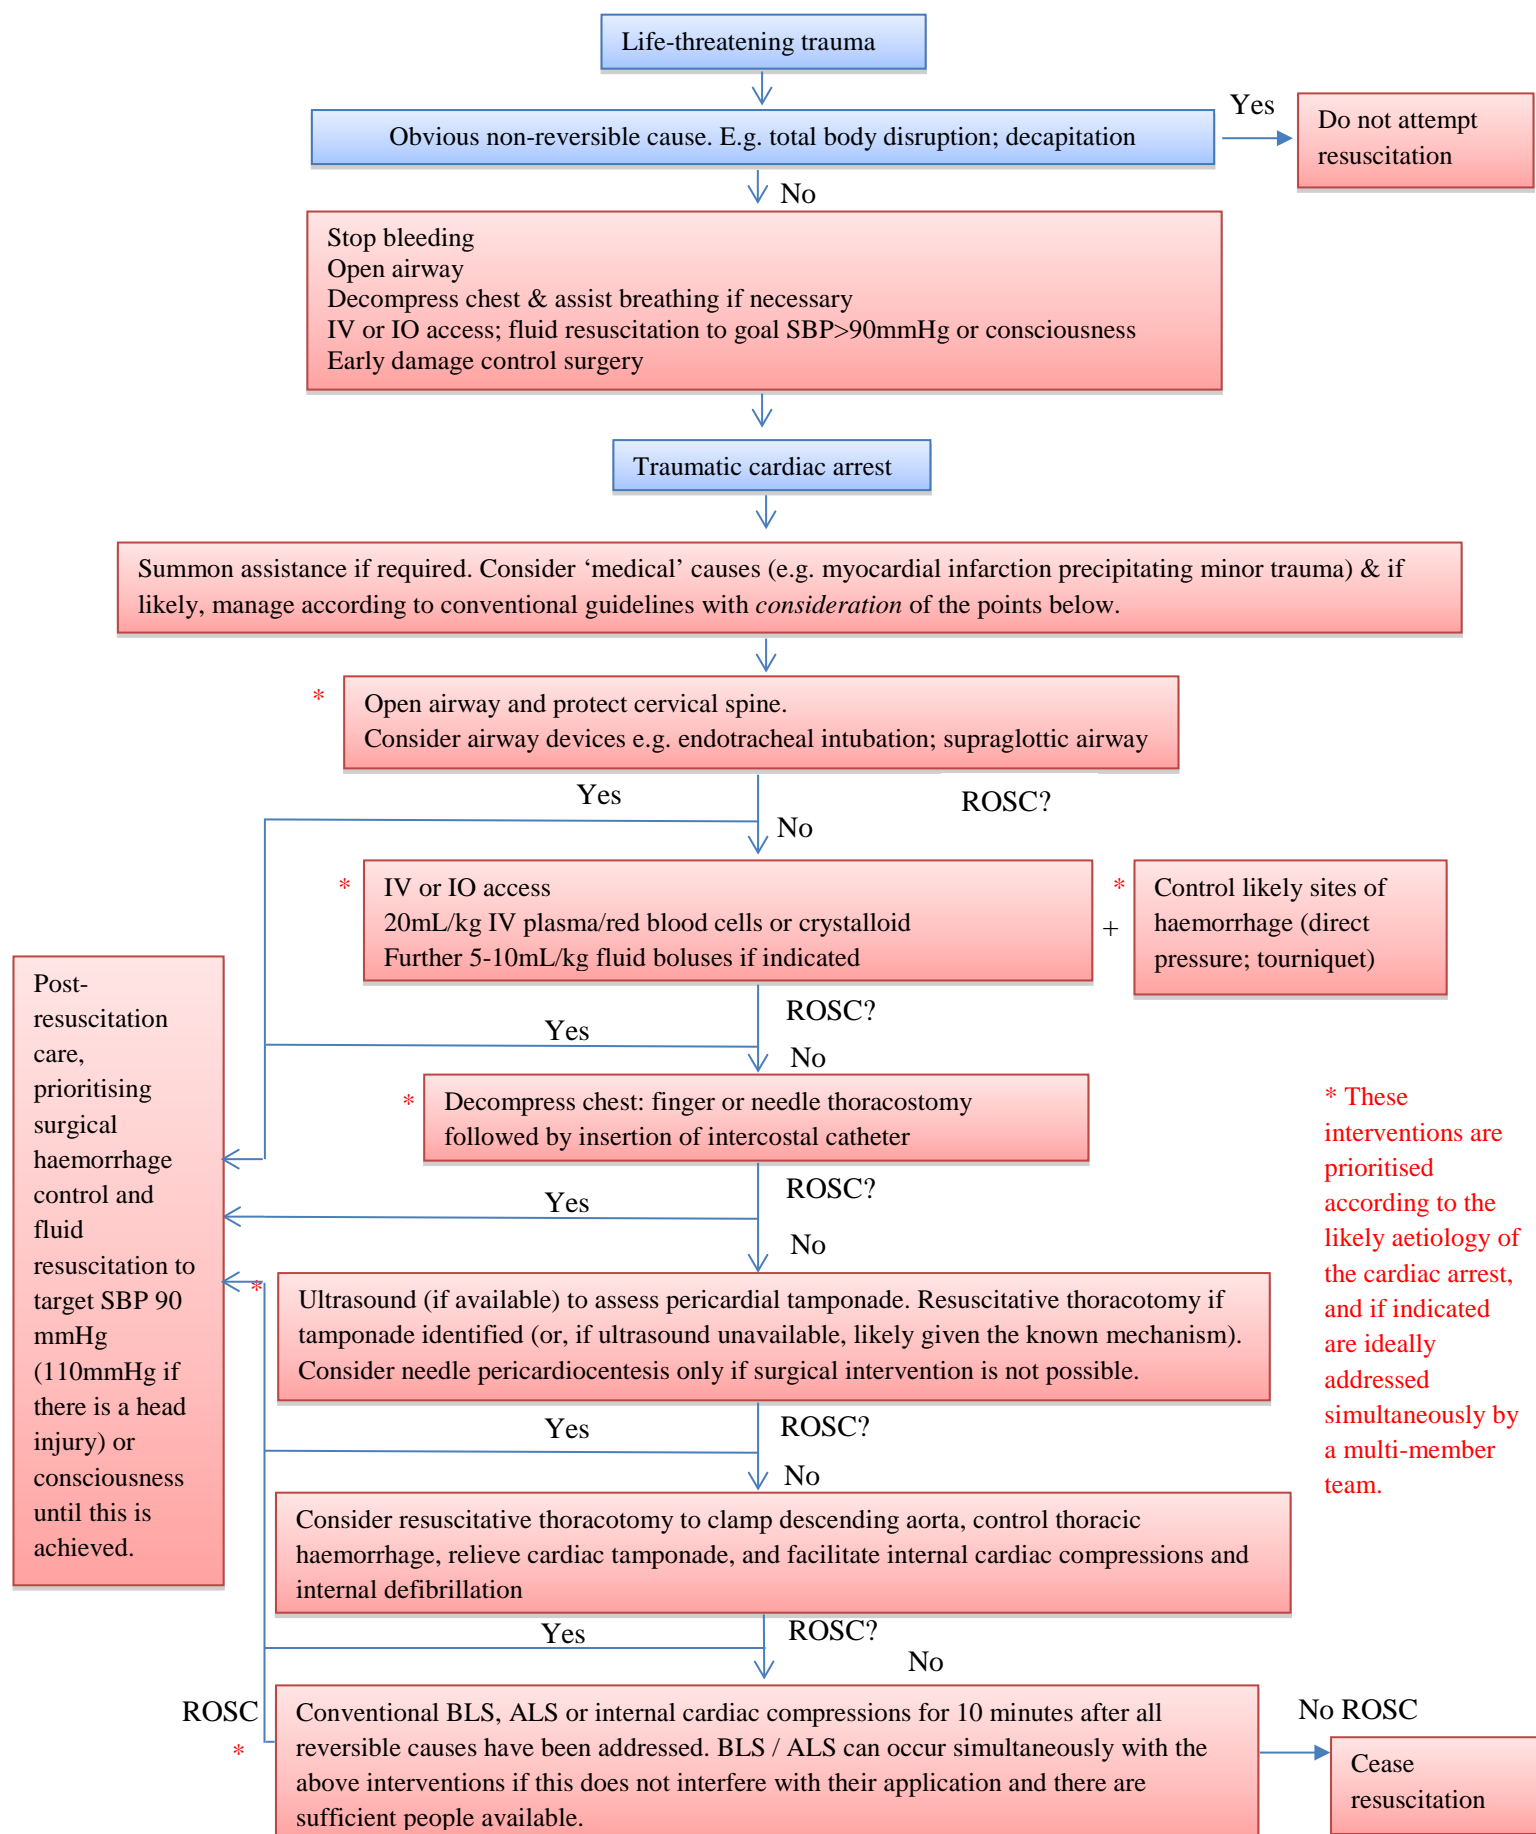 Life-threatening trauma
Obvious non-reversible cause. E.g. total body disruption; decapitation
Yes
Do not attempt
resuscitation
No
Stop bleeding
Open airway
Decompress chest & assist breathing if necessary
IV or IO access; fluid resuscitation to goal SBP>90mmHg or consciousness
Early damage control surgery
Traumatic cardiac arrest
Summon assistance if required. Consider ‘medical’ causes (e.g. myocardial infarction precipitating minor trauma) & if
likely, manage according to conventional guidelines with consideration of the points below.
*
Open airway and protect cervical spine.
Consider airway devices e.g. endotracheal intubation; supraglottic airway
Yes
ROSC?
No
*
IV or IO access
20mL/kg IV plasma/red blood cells or crystalloid
Further 5-10mL/kg fluid boluses if indicated
+
*
Control likely sites of
haemorrhage (direct
pressure; tourniquet)
ROSC?
Yes
No
*
Decompress chest: finger or needle thoracostomy
followed by insertion of intercostal catheter
ROSC?
Yes
No
Post-
resuscitation
care,
prioritising
surgical
haemorrhage
control and
fluid
resuscitation to
target SBP 90
mmHg
(110mmHg if
there is a head
injury) or
consciousness
until this is
achieved.
* These
interventions are
prioritised
according to the
likely aetiology of
the cardiac arrest,
and if indicated
are ideally
addressed
simultaneously by
a multi-member
team.
*
Ultrasound (if available) to assess pericardial tamponade. Resuscitative thoracotomy if
tamponade identified (or, if ultrasound unavailable, likely given the known mechanism).
Consider needle pericardiocentesis only if surgical intervention is not possible.
Yes
ROSC?
No
Consider resuscitative thoracotomy to clamp descending aorta, control thoracic
haemorrhage, relieve cardiac tamponade, and facilitate internal cardiac compressions and
internal defibrillation
Yes
ROSC?
No
ROSC
*
Conventional BLS, ALS or internal cardiac compressions for 10 minutes after all
reversible causes have been addressed. BLS / ALS can occur simultaneously with the
above interventions if this does not interfere with their application and there are
sufficient people available.
No ROSC
Cease
resuscitation